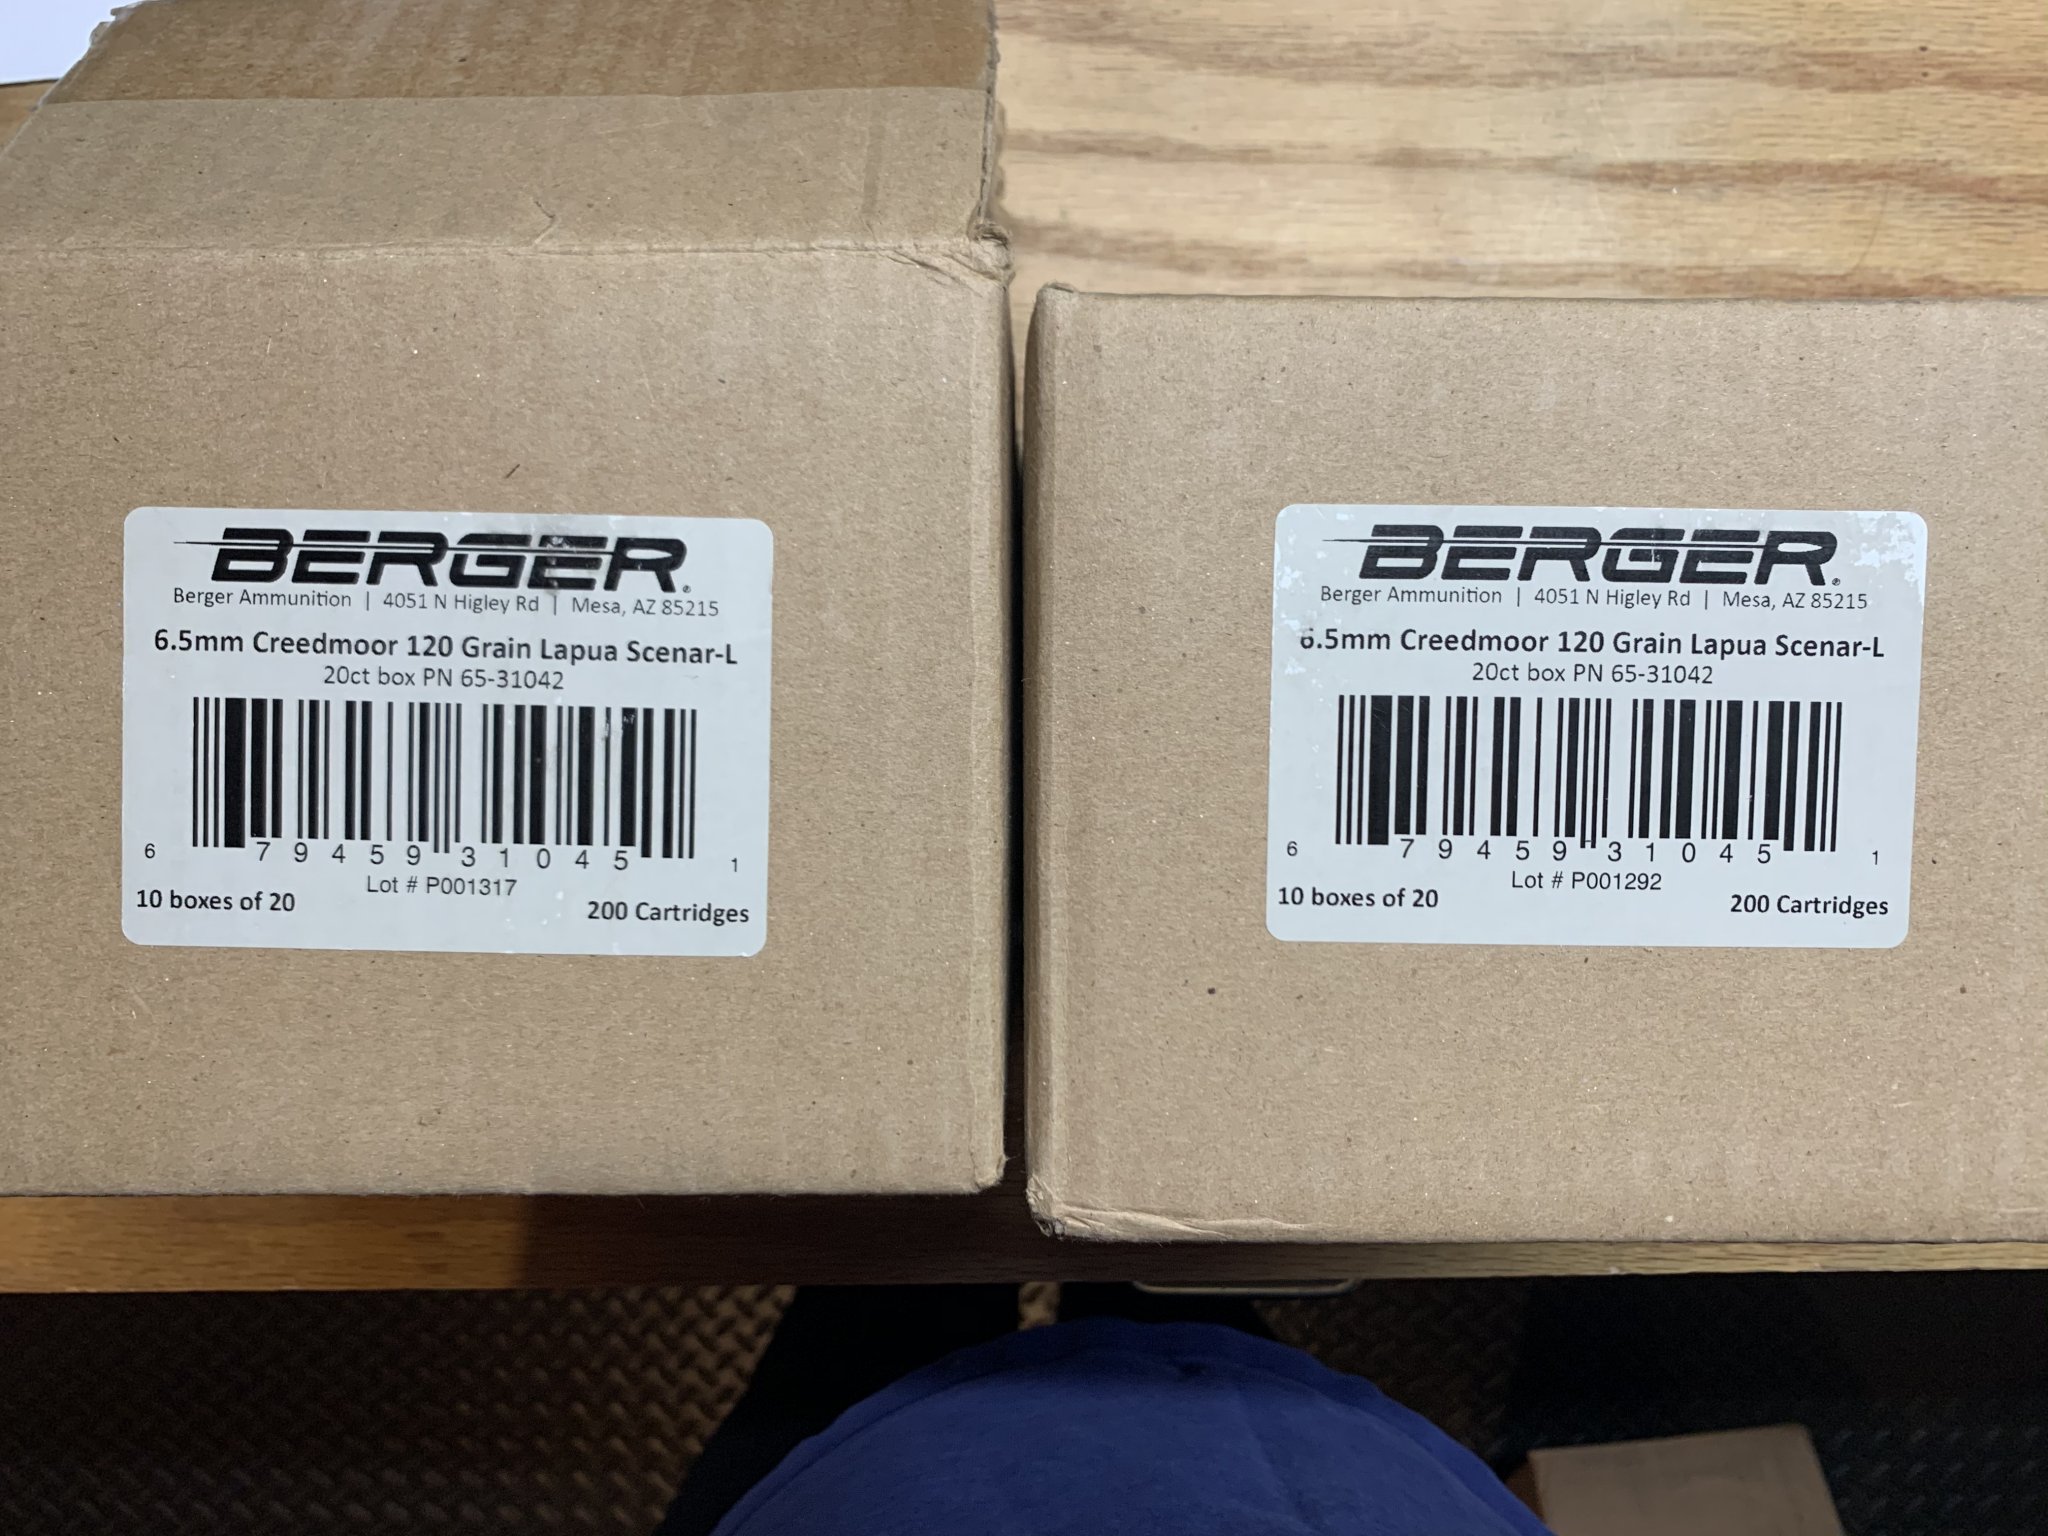 BERGER®
Berger Ammunition | 4051 N Higley Rd | Mesa, AZ 85215
6.5mm Creedmoor 120 Grain Lapua Scenar-L
20ct box PN 65-31042
6 79459 31045 1
Lot # P001317
10 boxes of 20
200 Cartridges
BERGER®
Berger Ammunition | 4051 N Higley Rd | Mesa, AZ 85215
6.5mm Creedmoor 120 Grain Lapua Scenar-L
20ct box PN 65-31042
6 79459 31045 1
Lot # P001292
10 boxes of 20
200 Cartridges